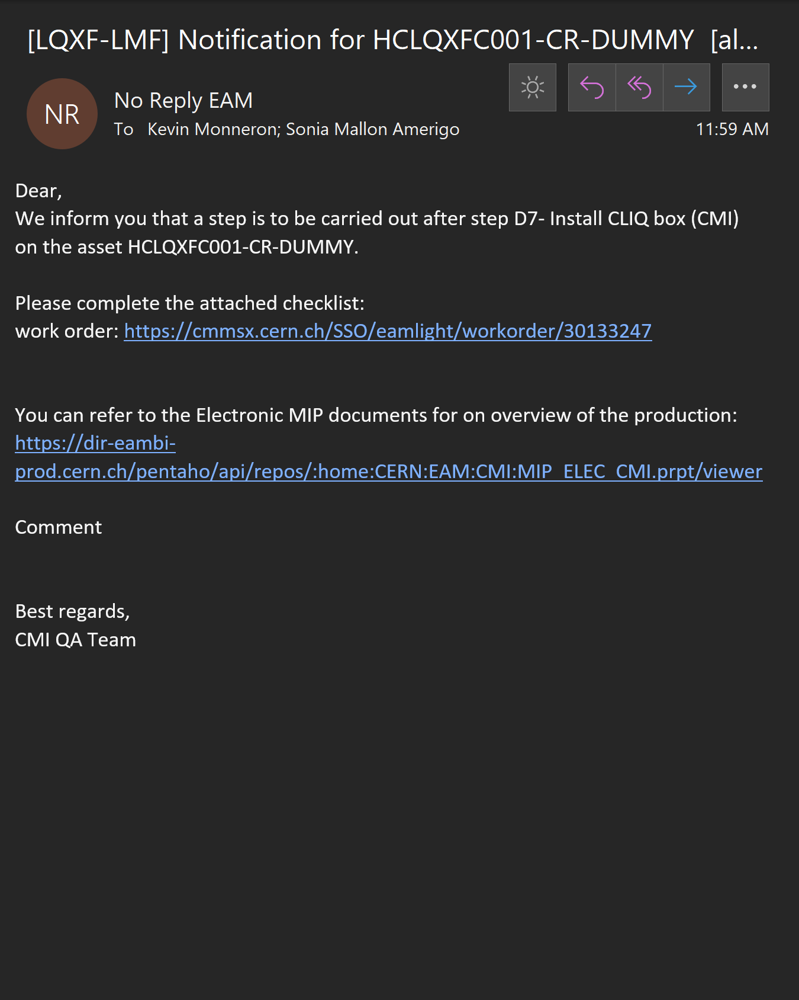 [LQXF-LMF] Notification for HCLQXFC001-CR-DUMMY [al...
NR
No Reply EAM
To Kevin Monneron; Sonia Mallon Amerigo
11:59 AM
Dear,
We inform you that a step is to be carried out after step D7- Install CLIQ box (CMI)
on the asset HCLQXFC001-CR-DUMMY.
Please complete the attached checklist:
work order: https://cmmsx.cern.ch/SSO/eamlight/workorder/30133247
You can refer to the Electronic MIP documents for on overview of the production:
https://dir-eambi-
prod.cern.ch/pentaho/api/repos/:home:CERN:EAM:CMI:MIP_ELEC_CMI.prpt/viewer
Comment
Best regards,
CMI QA Team